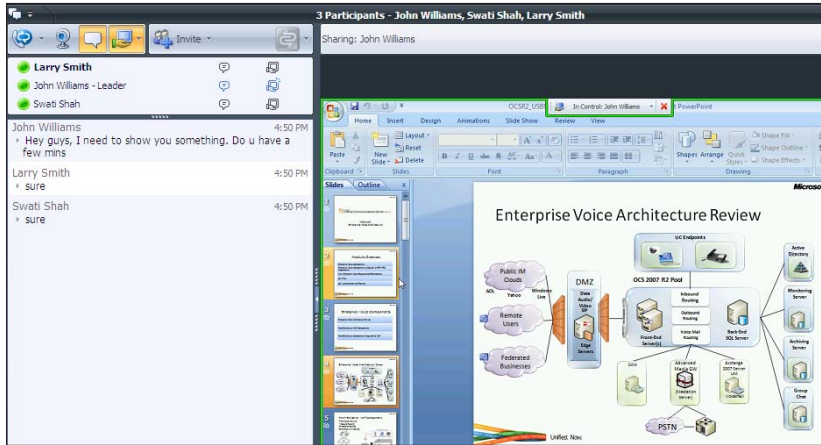 3 Participants - John Williams, Swati Shah, Larry Smith
Invite
Sharing: John Williams
Larry Smith
John Williams - Leader
Swati Shah
John Williams 4:50 PM
Hey guys, I need to show you something. Do u have a
few mins
Larry Smith 4:50 PM
sure
Swati Shah 4:50 PM
sure
In Control: John Williams
PowerPoint
Home Insert Design Animations Slide Show Review View
Paste
New
Slide
Layout
Reset
Delete
Shapes Arrange Quick
Styles
Shape Fill
Shape Outline
Shape Effects
Clipboard Slides Font Paragraph Drawing
Slides Outline
Enterprise Voice Architecture Review
UC Endpoints
Active
Directory
Public IM
Clouds
AOL Yahoo Windows
Live
DMZ
Data
Audio/
Video
SIP
Edge
Servers
OCS 2007 R2 Pool
Inbound
Routing
Outbound
Routing
Voice Mail
Routing
Front-End
Server(s)
Back-End
SQL Server
Monitoring
Server
Remote
Users
Archiving
Server
Federated
Businesses
CWA
Advanced
Media GW
(Mediation
Server)
Exchange
2007 Server
UM
Voicemail
Group
Chat
PSTN
Unified. Now.